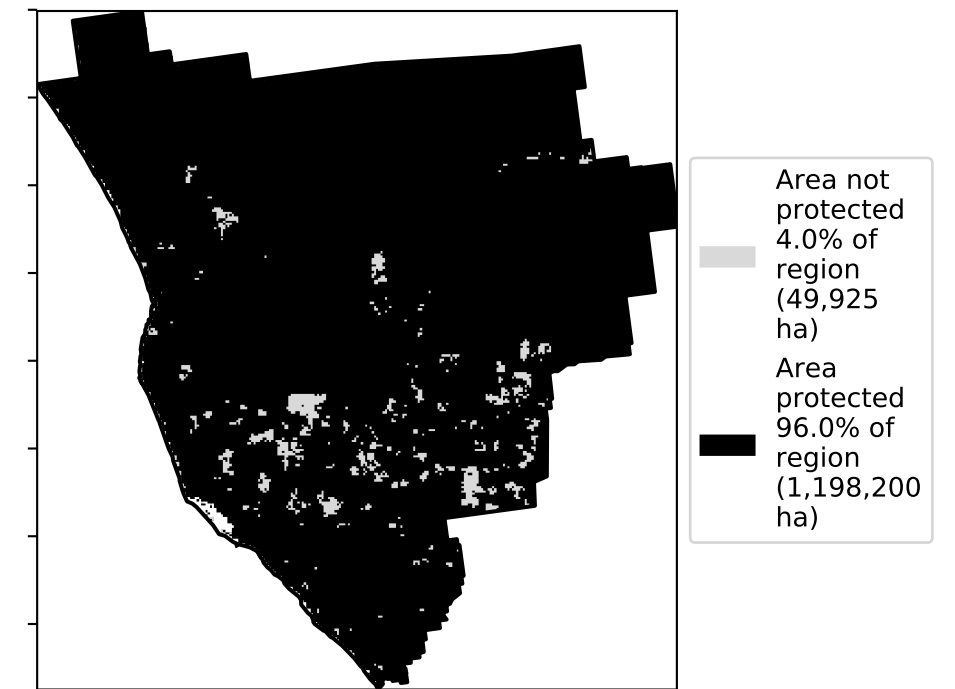 Area not
protected
4.0% of
region
(49,925
ha)
Area
protected
96.0% of
region
(1,198,200
ha)